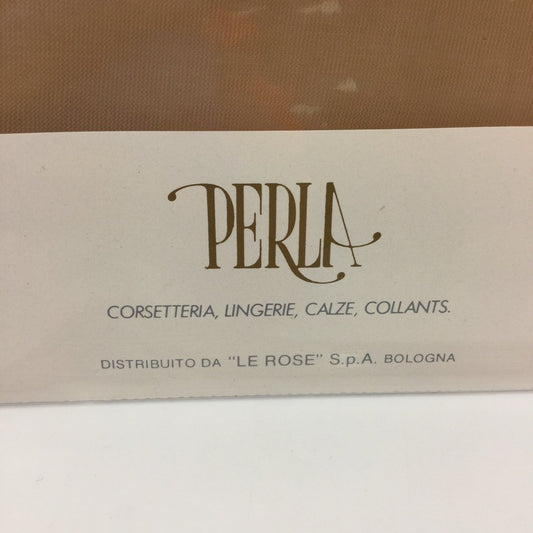 PERLA
CORSETTERIA, LINGERIE, CALZE, COLLANTS.
DISTRIBUITO DA "LE ROSE" S.p.A. BOLOGNA